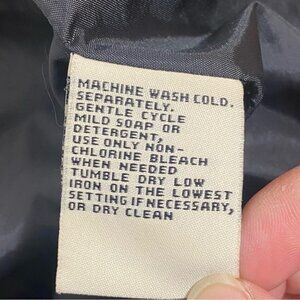 MACHINE WASH COLD.
SEPARATELY.
GENTLE CYCLE
MILD SOAP OR
DETERGENT,
USE ONLY NON-
CHLORINE BLEACH
WHEN NEEDED
TUMBLE DRY LOW
IRON ON THE LOWEST
SETTING IF NECESSARY,
OR DRY CLEAN